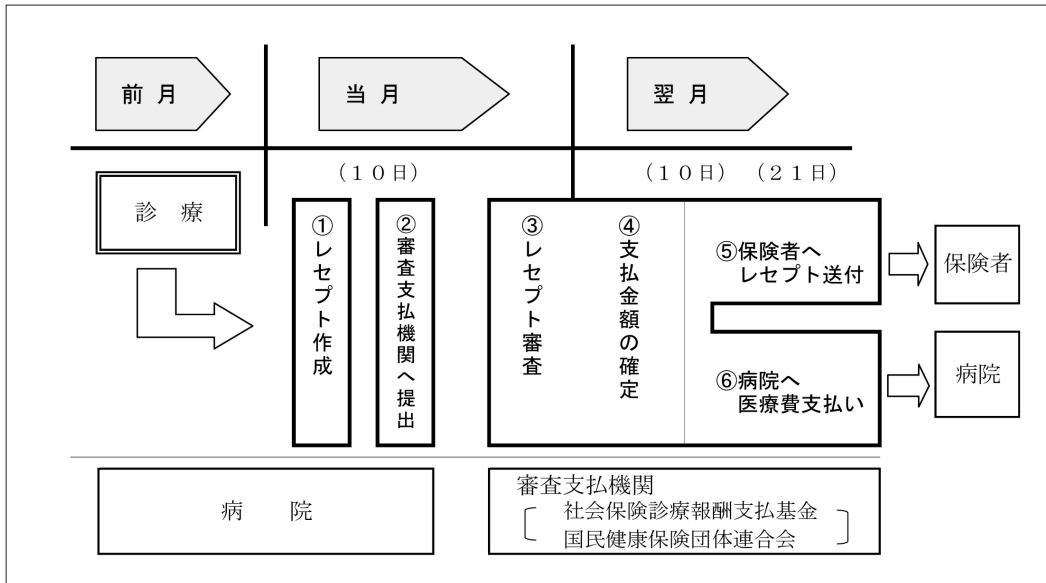 前 月
当 月
翌 月
(10日)
(10日)
(21日)
診 療
①レセプト作成
②審査支払機関へ提出
③レセプト審査
④支払金額の確定
⑤保険者へ
レセプト送付
保険者
⑥病院へ
医療費支払い
病院
病 院
審査支払機関
社会保険診療報酬支払基金
国民健康保険団体連合会